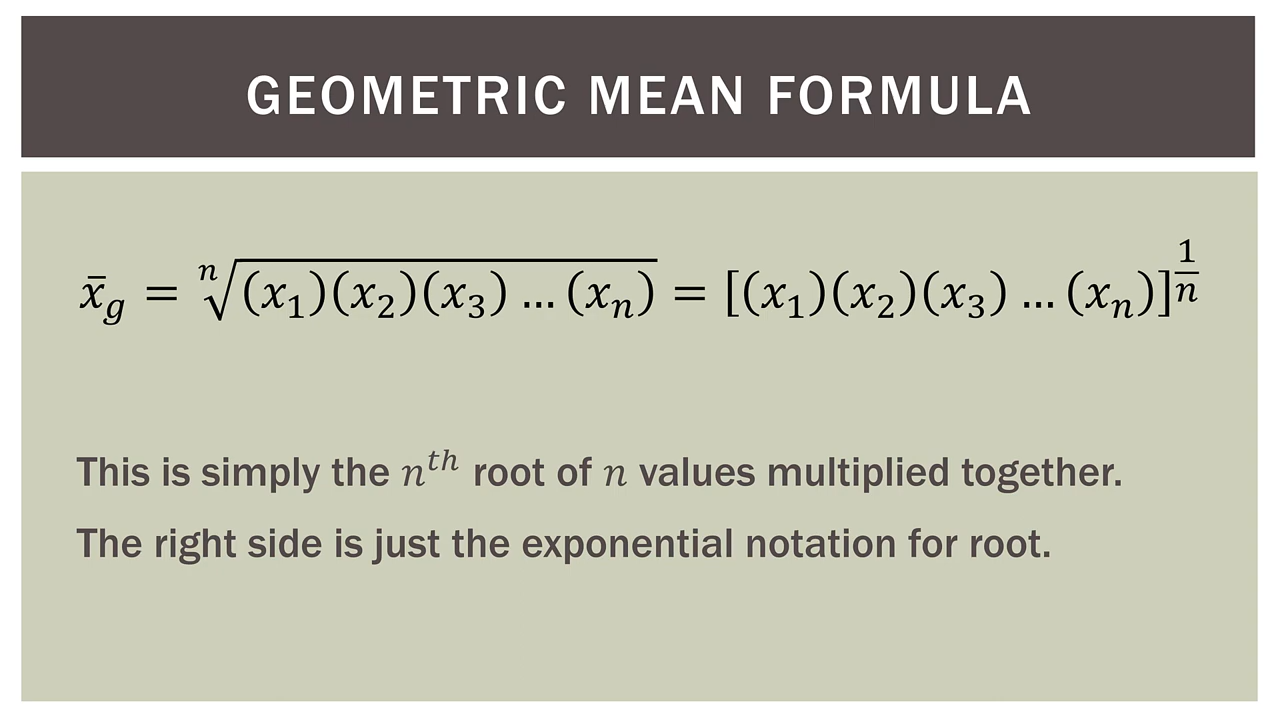 GEOMETRIC MEAN FORMULA
x̄_g = ⁿ√(x₁)(x₂)(x₃) … (xₙ) = [(x₁)(x₂)(x₃) … (xₙ)]^(1/n)
This is simply the nᵗʰ root of n values multiplied together.
The right side is just the exponential notation for root.